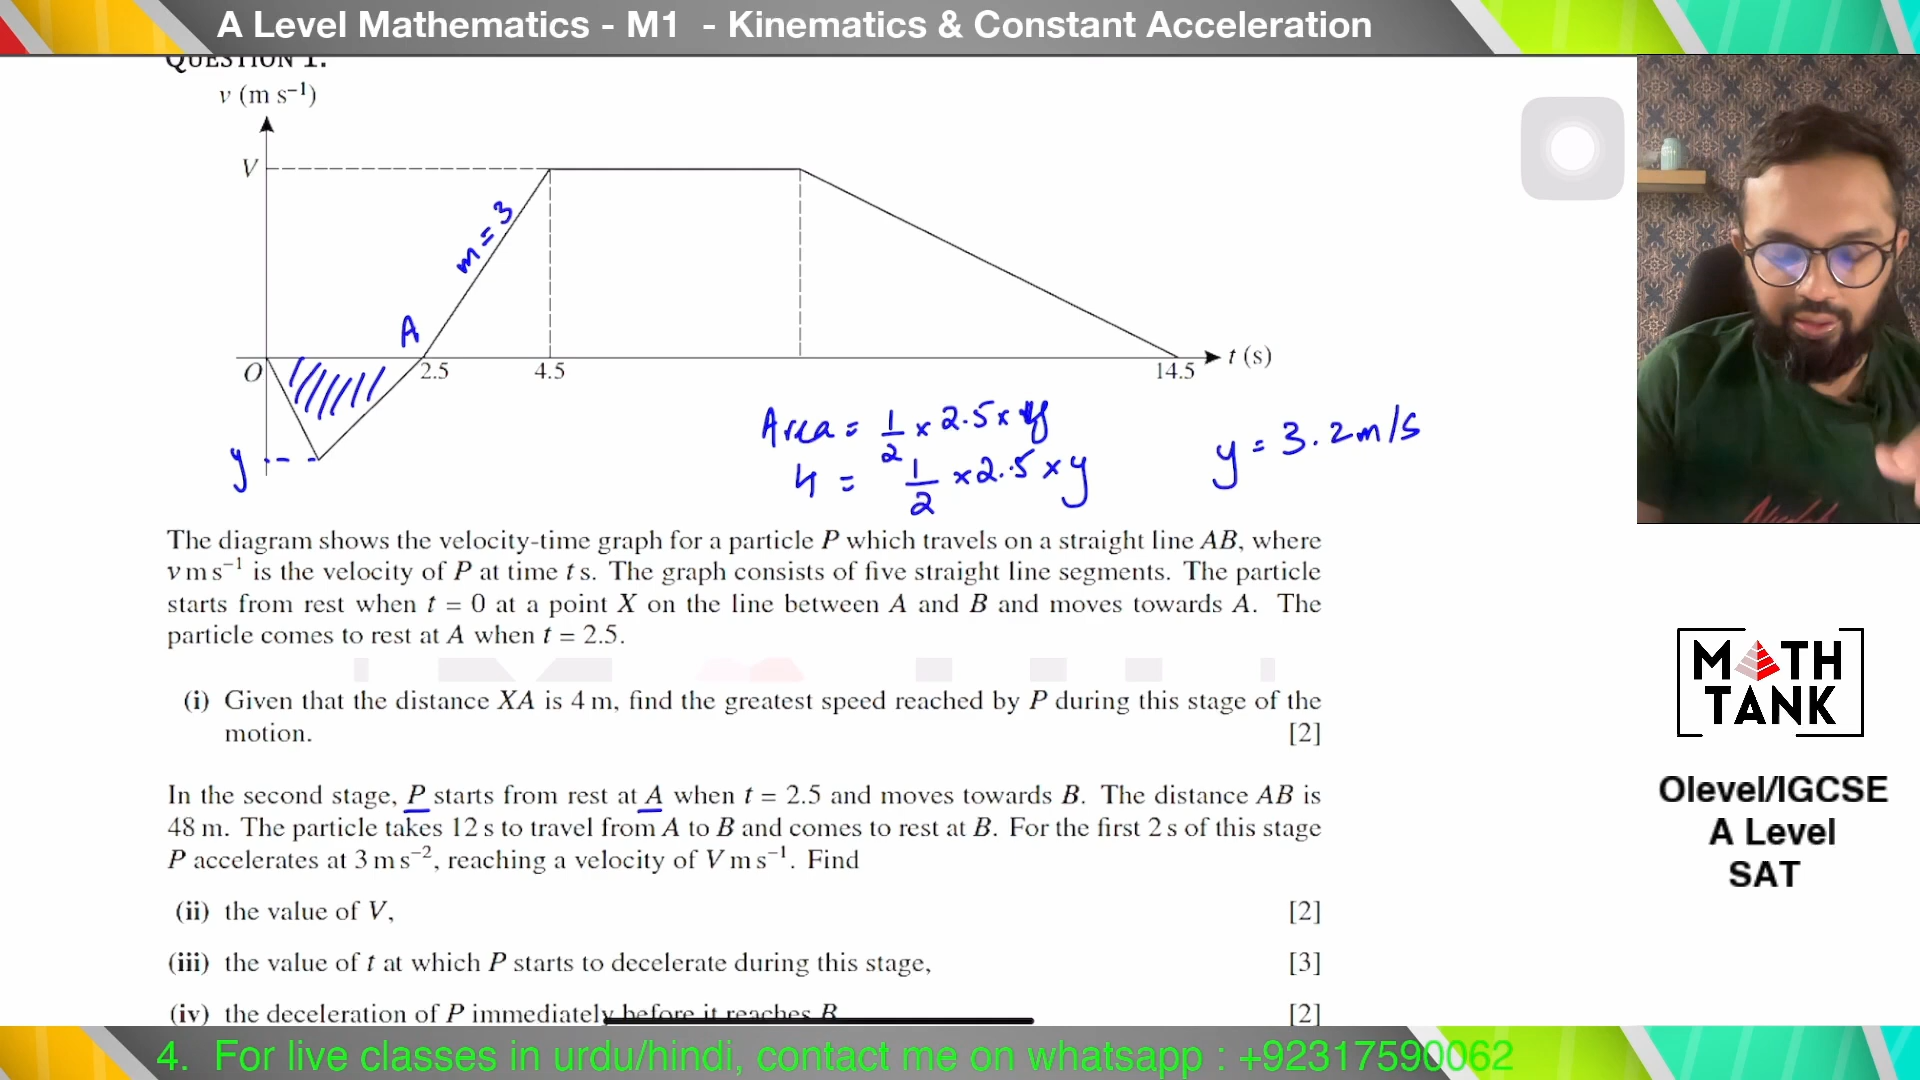 A Level Mathematics - M1 - Kinematics & Constant Acceleration
QUESTION 1.
v (m s⁻¹)
V
m = 3
A
O
2.5
4.5
14.5
t (s)
y
Area = 1/2 × 2.5 × y
4 = 1/2 × 2.5 × y
y = 3.2 m/s
The diagram shows the velocity-time graph for a particle P which travels on a straight line AB, where
v m s⁻¹ is the velocity of P at time t s. The graph consists of five straight line segments. The particle
starts from rest when t = 0 at a point X on the line between A and B and moves towards A. The
particle comes to rest at A when t = 2.5.
(i) Given that the distance XA is 4 m, find the greatest speed reached by P during this stage of the
motion. [2]
In the second stage, P starts from rest at A when t = 2.5 and moves towards B. The distance AB is
48 m. The particle takes 12 s to travel from A to B and comes to rest at B. For the first 2 s of this stage
P accelerates at 3 m s⁻², reaching a velocity of V m s⁻¹. Find
(ii) the value of V, [2]
(iii) the value of t at which P starts to decelerate during this stage, [3]
(iv) the deceleration of P immediately before it reaches B [2]
MATH
TANK
Olevel/IGCSE
A Level
SAT
4. For live classes in urdu/hindi, contact me on whatsapp : +92317590062